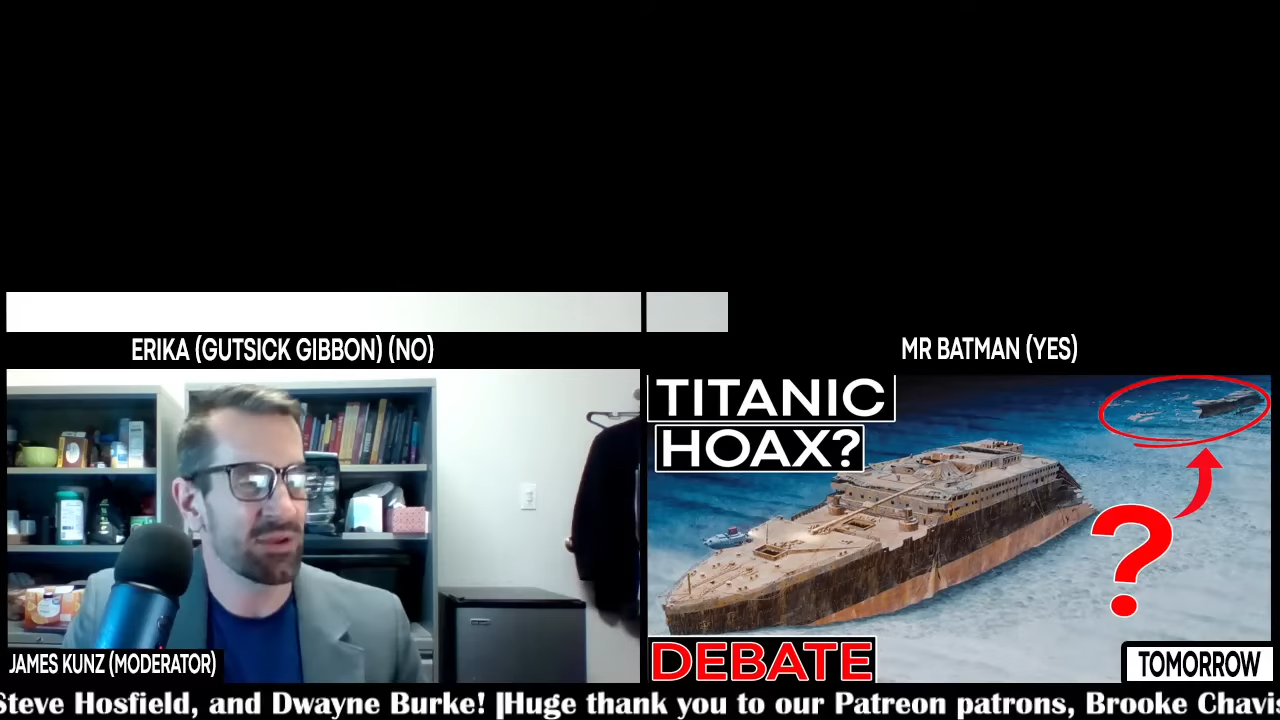 ERIKA (GUTSICK GIBBON) (NO)
MR BATMAN (YES)
TITANIC
HOAX?
DEBATE
TOMORROW
JAMES KUNZ (MODERATOR)
Steve Hosfield, and Dwayne Burke! |Huge thank you to our Patreon patrons, Brooke Chavis